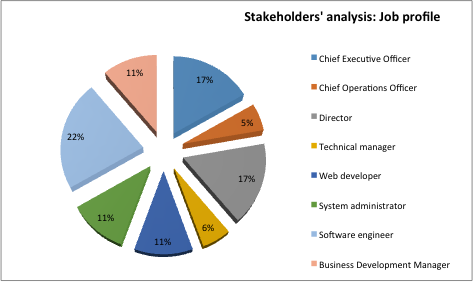 Stakeholders' analysis: Job profile
11%
17%
5%
22%
17%
11%
11%
6%
Chief Executive Officer
Chief Operations Officer
Director
Technical manager
Web developer
System administrator
Software engineer
Business Development Manager